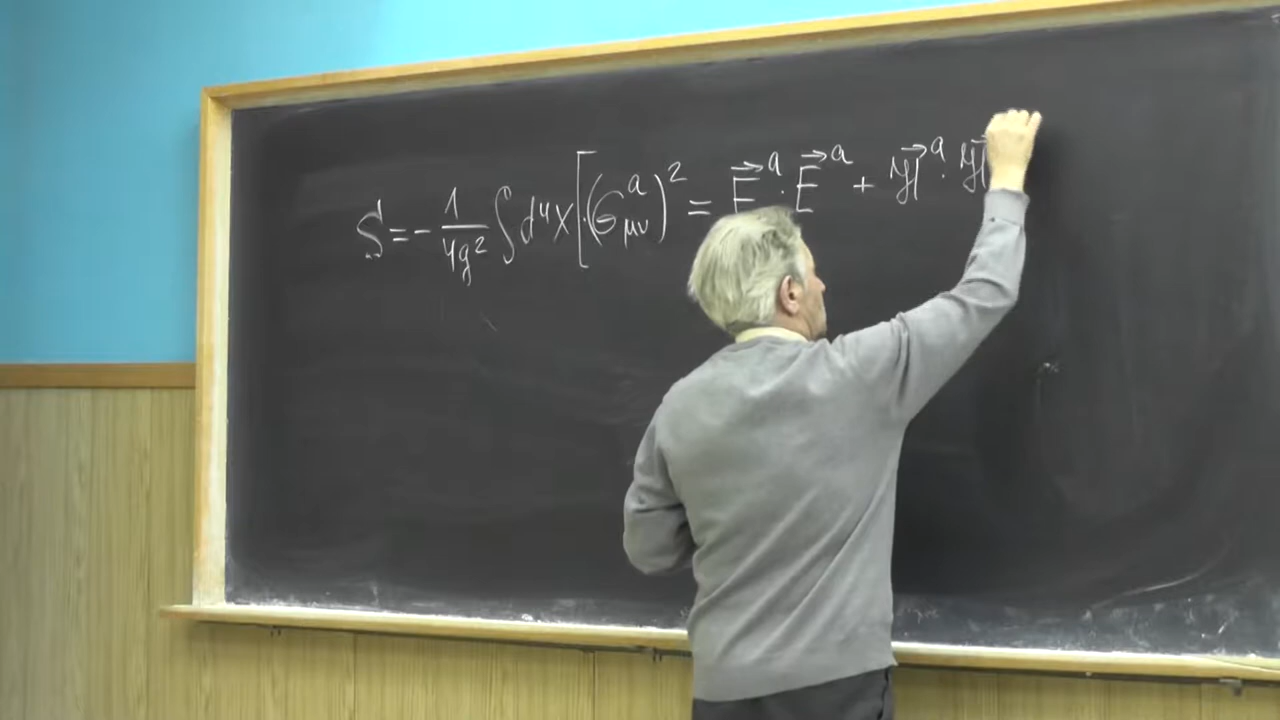 S = - 1/4g² ∫ d⁴x [ (G^a_μν)² = E⃗^a · E⃗^a + H⃗^a · H⃗